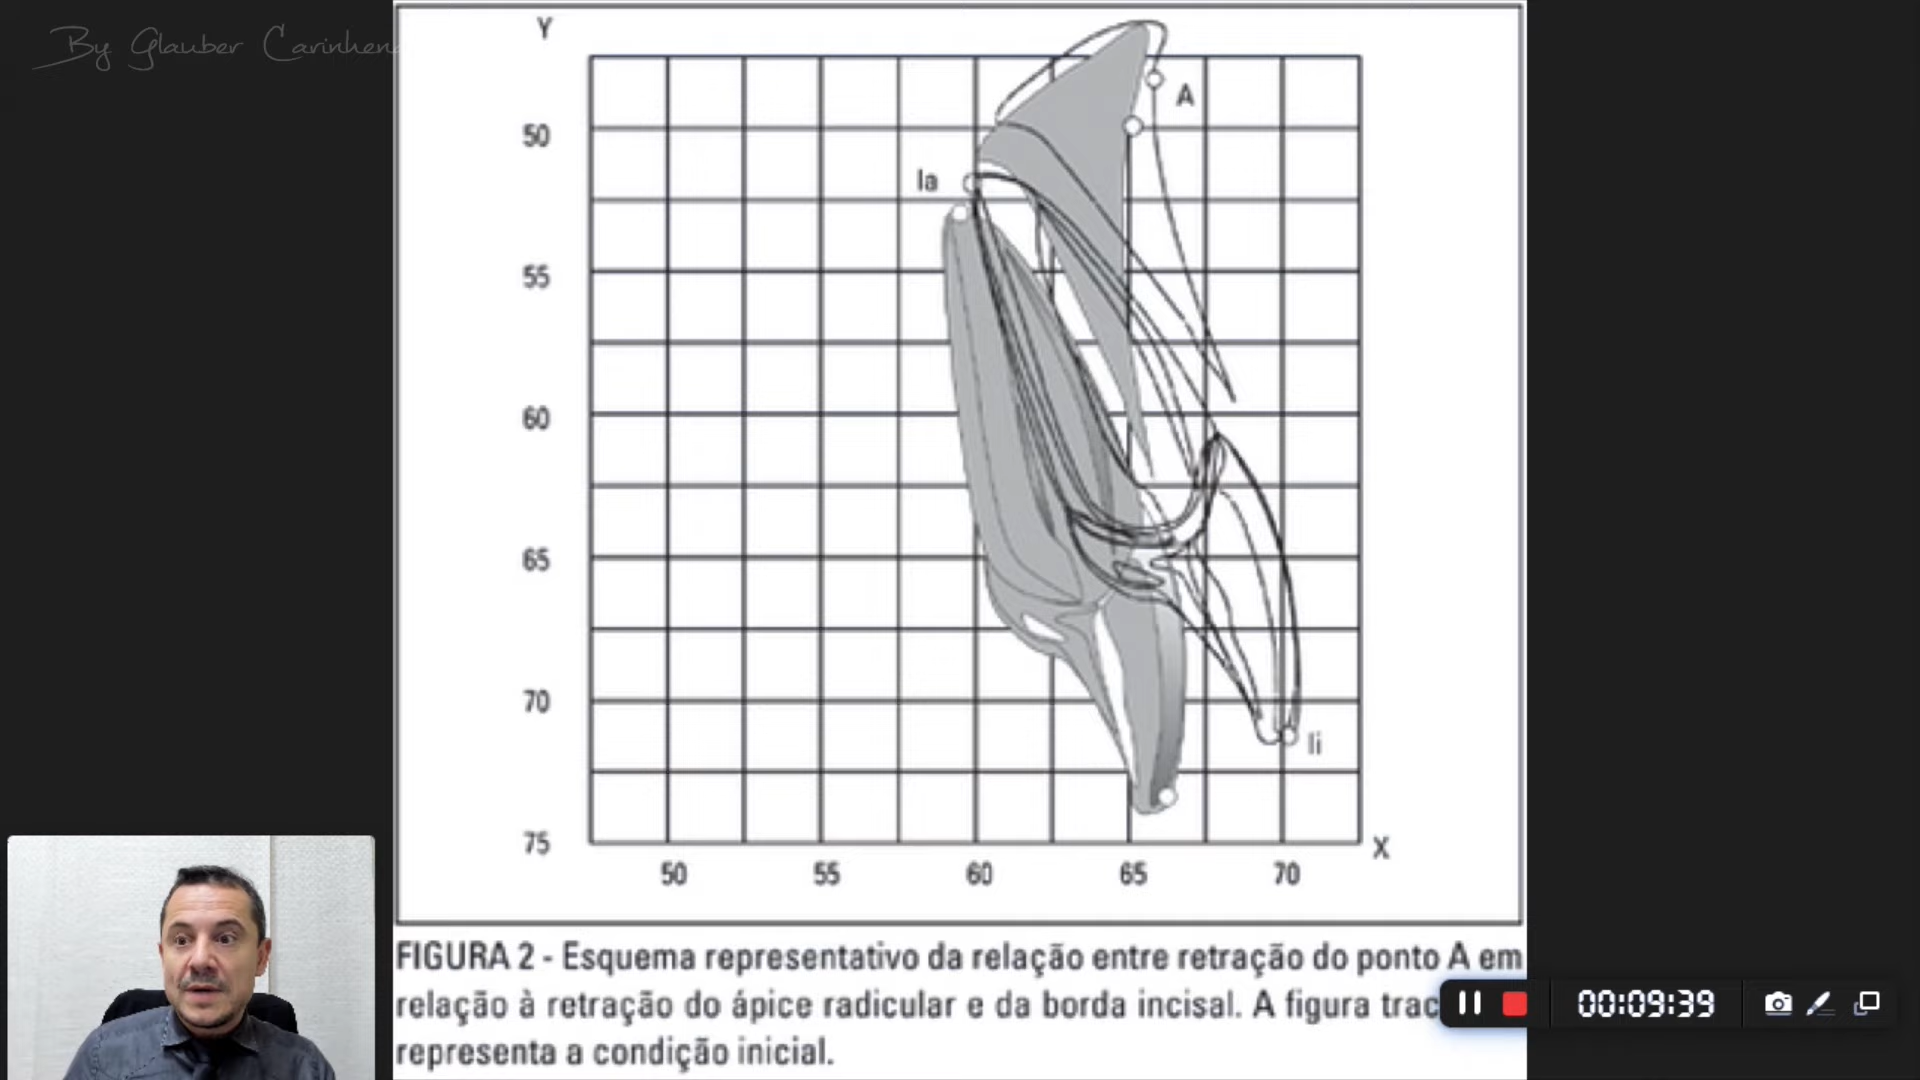 By Glauber Carinhena
Y
A
50
Ia
55
60
65
70
Ii
75
X
50 55 60 65 70
FIGURA 2 - Esquema representativo da relação entre retração do ponto A em
relação à retração do ápice radicular e da borda incisal. A figura trac
representa a condição inicial.
00:09:39